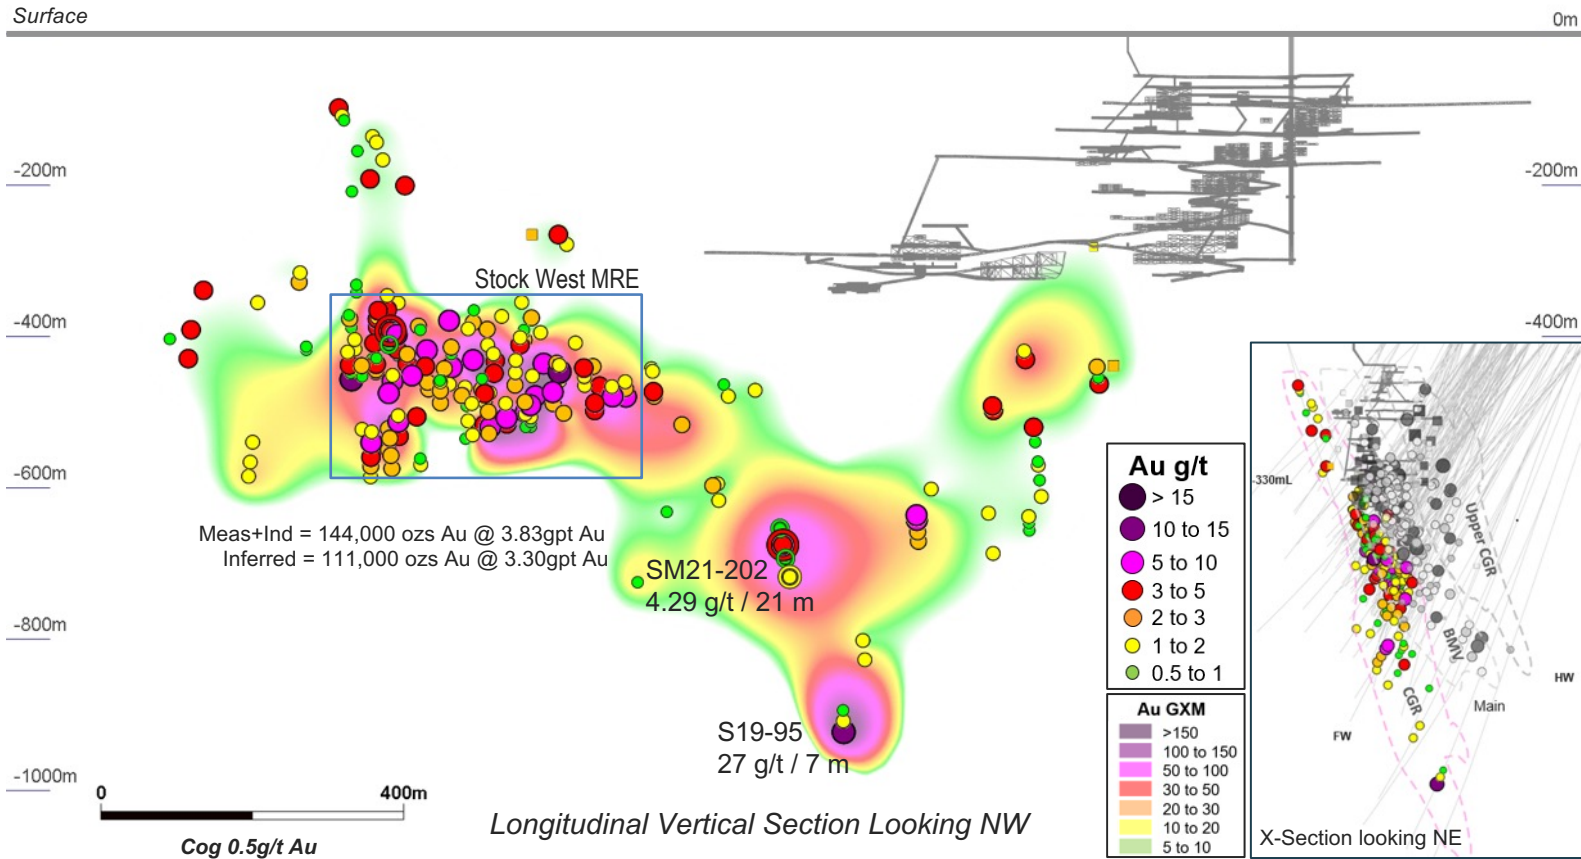 Surface
0m
-200m
-200m
Stock West MRE
-400m
-400m
-600m
Meas+Ind = 144,000 ozs Au @ 3.83gpt Au
Inferred = 111,000 ozs Au @ 3.30gpt Au
SM21-202
4.29 g/t / 21 m
-800m
S19-95
27 g/t / 7 m
-1000m
0
400m
Cog 0.5g/t Au
Longitudinal Vertical Section Looking NW
Au g/t
> 15
10 to 15
5 to 10
3 to 5
2 to 3
1 to 2
0.5 to 1
Au GXM
>150
100 to 150
50 to 100
30 to 50
20 to 30
10 to 20
5 to 10
-330mL
Upper CGR
BMV
HW
CGR
Main
FW
X-Section looking NE